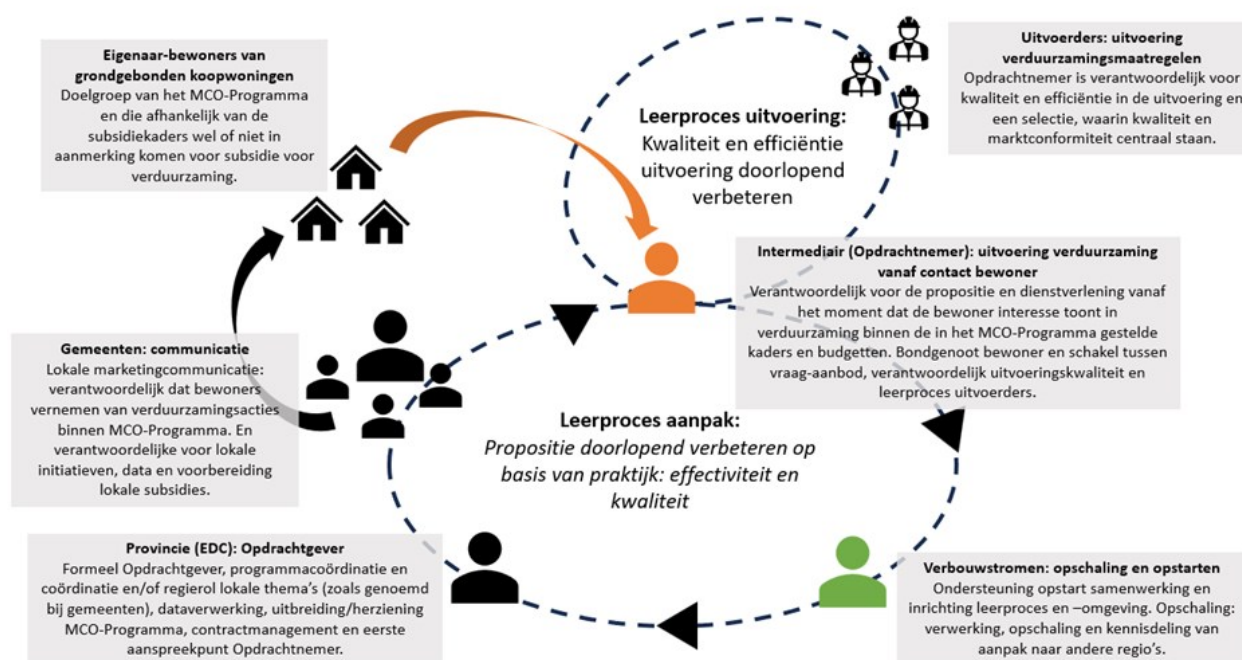 Eigenaar-bewoners van
grondgebonden koopwoningen
Doelgroep van het MCO-Programma
en die afhankelijk van de
subsidiekaders wel of niet in
aanmerking komen voor subsidie voor
verduurzaming.
Leerproces uitvoering:
Kwaliteit en efficiëntie
uitvoering doorlopend
verbeteren
Uitvoerders: uitvoering
verduurzamingsmaatregelen
Opdrachtnemer is verantwoordelijk voor
kwaliteit en efficiëntie in de uitvoering en
een selectie, waarin kwaliteit en
marktconformiteit centraal staan.
Intermediair (Opdrachtnemer): uitvoering verduurzaming
vanaf contact bewoner
Verantwoordelijk voor de propositie en dienstverlening vanaf
het moment dat de bewoner interesse toont in
verduurzaming binnen de in het MCO-Programma gestelde
kaders en budgetten. Bondgenoot bewoner en schakel tussen
vraag-aanbod, verantwoordelijk uitvoeringskwaliteit en
leerproces uitvoerders.
Gemeenten: communicatie
Lokale marketingcommunicatie:
verantwoordelijk dat bewoners
vernemen van verduurzamingsacties
binnen MCO-Programma. En
verantwoordelijke voor lokale
initiatieven, data en voorbereiding
lokale subsidies.
Leerproces aanpak:
Propositie doorlopend verbeteren op
basis van praktijk: effectiviteit en
kwaliteit
Provincie (EDC): Opdrachtgever
Formeel Opdrachtgever, programmacoördinatie en
coördinatie en/of regierol lokale thema's (zoals genoemd
bij gemeenten), dataverwerking, uitbreiding/herziening
MCO-Programma, contractmanagement en eerste
aanspreekpunt Opdrachtnemer.
Verbouwstromen: opschaling en opstarten
Ondersteuning opstart samenwerking en
inrichting leerproces en –omgeving. Opschaling:
verwerking, opschaling en kennisdeling van
aanpak naar andere regio's.